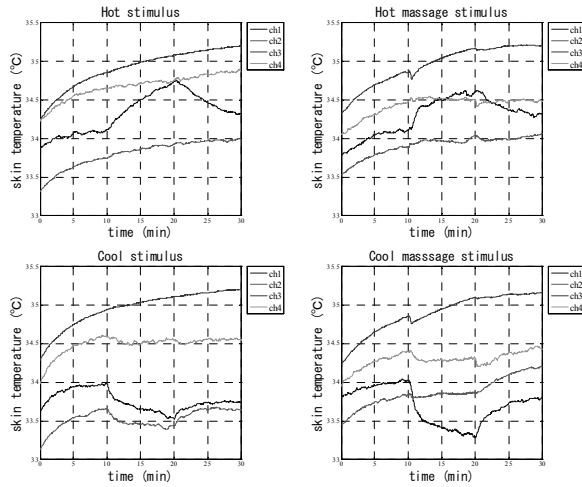 Hot stimulus
skin temperature (℃)
35.5
35
34.5
34
33.5
33
0
5
10
15
20
25
30
time (min)
ch1
ch2
ch3
ch4
Hot massage stimulus
skin temperature (℃)
35.5
35
34.5
34
33.5
33
0
5
10
15
20
25
30
time (min)
ch1
ch2
ch3
ch4
Cool stimulus
skin temperature (℃)
35.5
35
34.5
34
33.5
33
0
5
10
15
20
25
30
time (min)
ch1
ch2
ch3
ch4
Cool masssage stimulus
skin temperature (℃)
35.5
35
34.5
34
33.5
33
0
5
10
15
20
25
30
time (min)
ch1
ch2
ch3
ch4